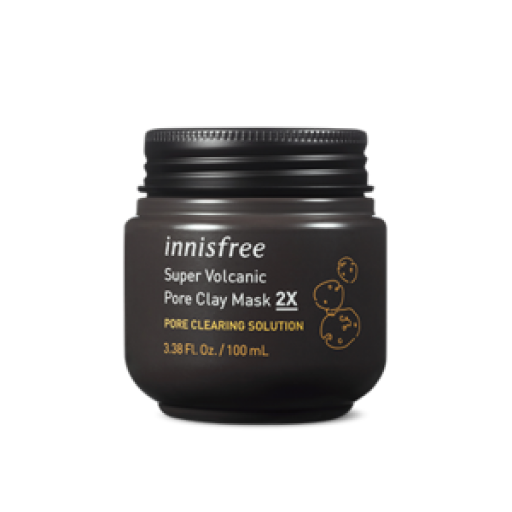 innisfree
Super Volcanic
Pore Clay Mask 2X
PORE CLEARING SOLUTION
3.38 Fl. Oz. / 100 mL